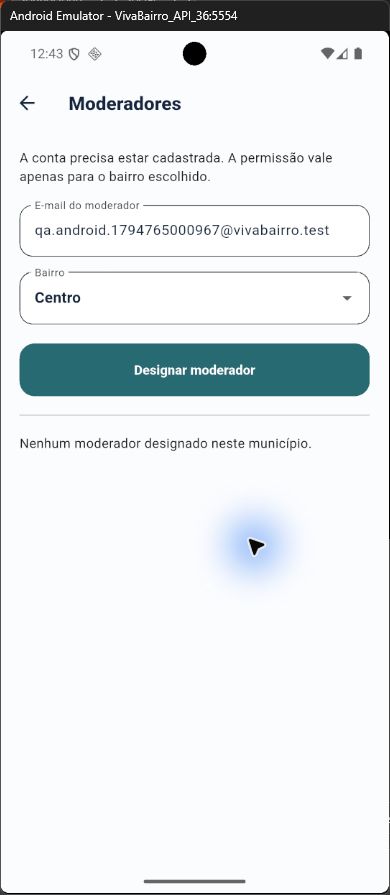 Android Emulator - VivaBairro_API_36:5554
12:43
Moderadores
A conta precisa estar cadastrada. A permissão vale
apenas para o bairro escolhido.
E-mail do moderador
qa.android.1794765000967@vivabairro.test
Bairro
Centro
Designar moderador
Nenhum moderador designado neste município.